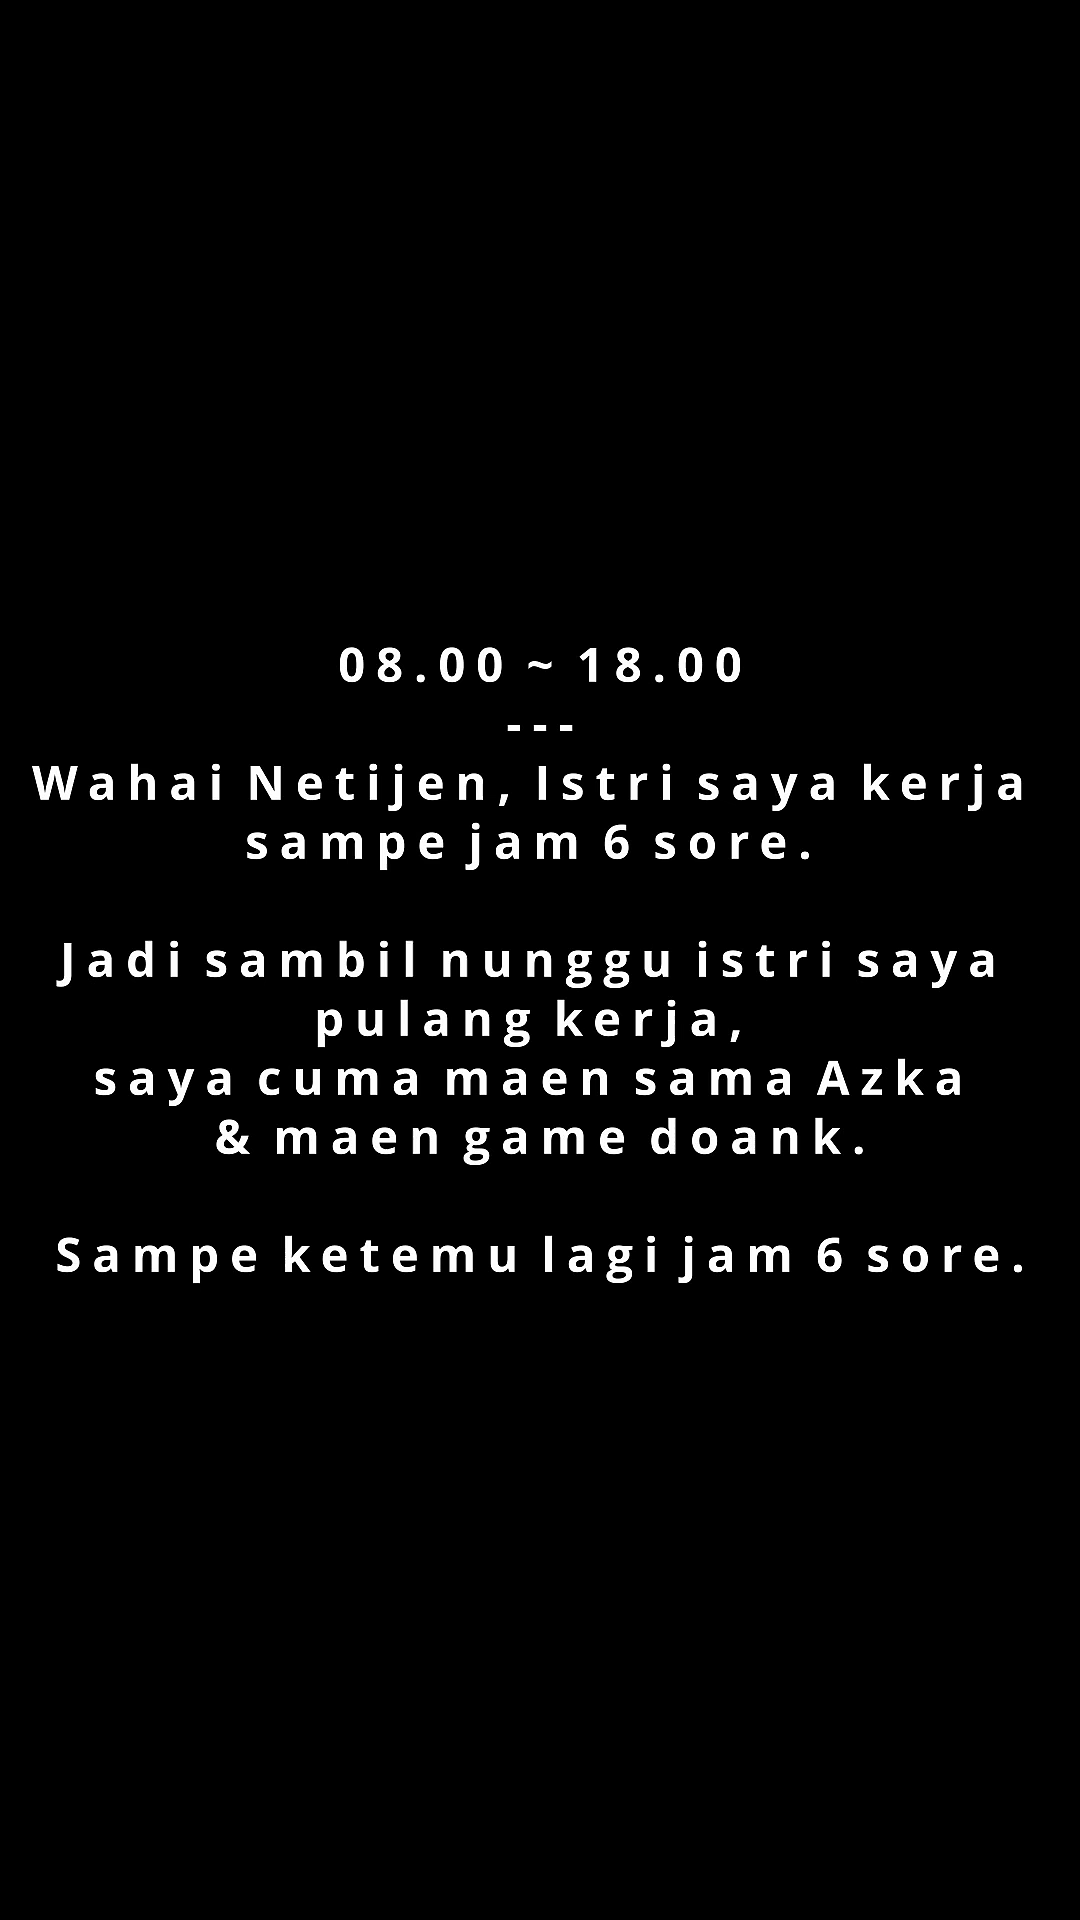 08.00 ~ 18.00
---
Wahai Netijen, Istri saya kerja
sampe jam 6 sore.
Jadi sambil nunggu istri saya
pulang kerja,
saya cuma maen sama Azka
& maen game doank.
Sampe ketemu lagi jam 6 sore.